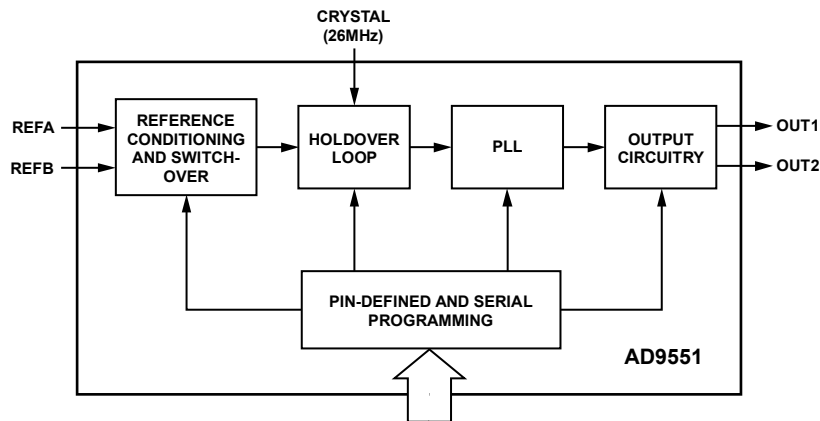 CRYSTAL
(26MHz)
REFA
REFB
REFERENCE
CONDITIONING
AND SWITCH-
OVER
HOLDOVER
LOOP
PLL
OUTPUT
CIRCUITRY
OUT1
OUT2
PIN-DEFINED AND SERIAL
PROGRAMMING
AD9551